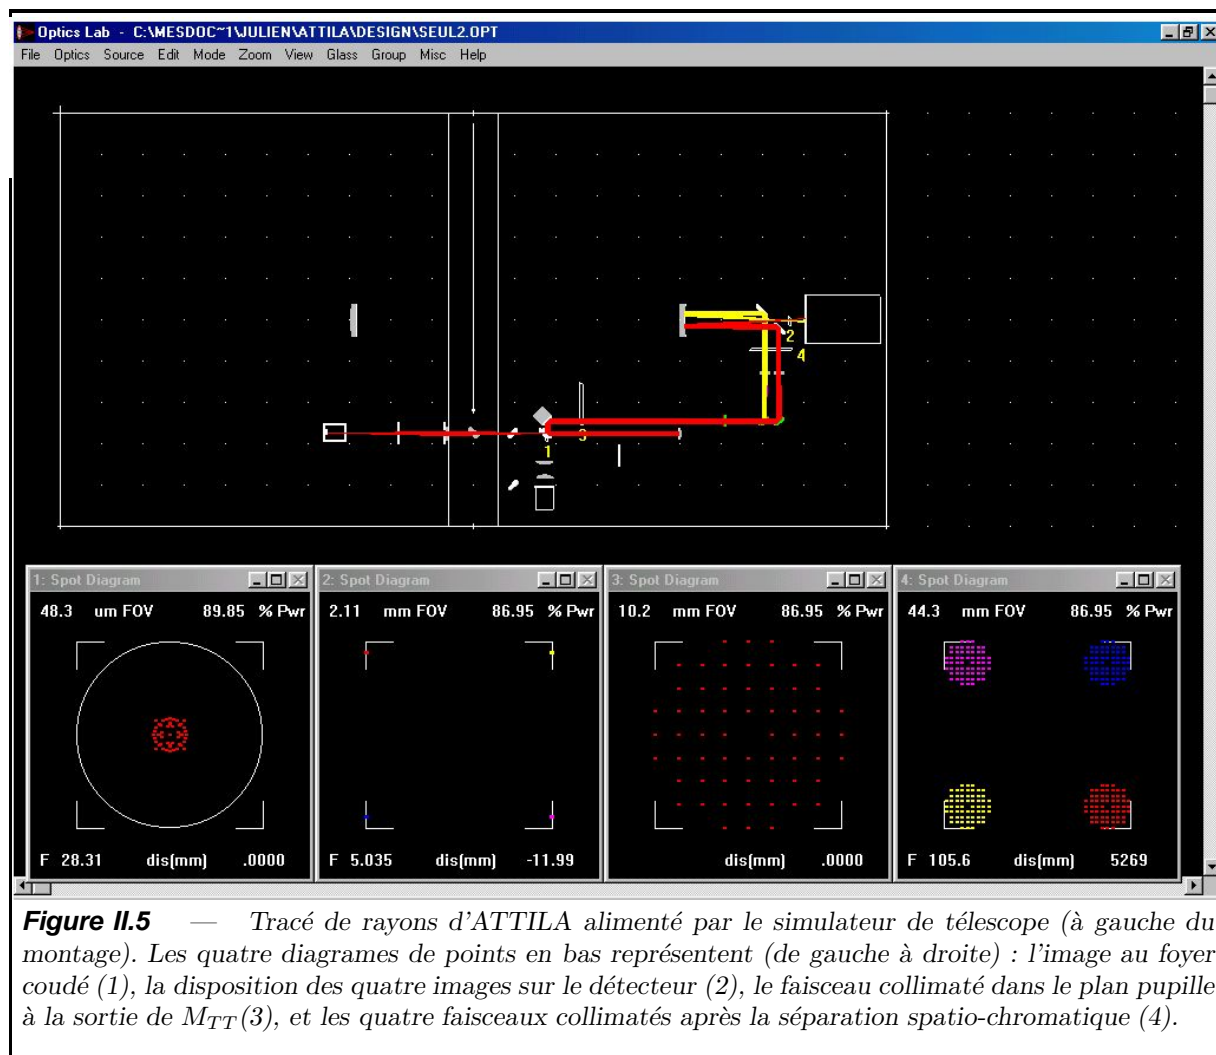 Optics Lab - C:\MESDOC~1\JULIEN\ATTILA\DESIGN\SEUL2.OPT
File Optics Source Edit Mode Zoom View Glass Group Misc Help
2
4
3
1
1: Spot Diagram
48.3 um FOV 89.85 % Pwr
F 28.31 dis(mm) .0000
2: Spot Diagram
2.11 mm FOV 86.95 % Pwr
F 5.035 dis(mm) -11.99
3: Spot Diagram
10.2 mm FOV 86.95 % Pwr
dis(mm) .0000
4: Spot Diagram
44.3 mm FOV 86.95 % Pwr
F 105.6 dis(mm) 5269
Figure II.5 — Tracé de rayons d'ATTILA alimenté par le simulateur de télescope (à gauche du
montage). Les quatre diagrames de points en bas représentent (de gauche à droite) : l'image au foyer
coudé (1), la disposition des quatre images sur le détecteur (2), le faisceau collimaté dans le plan pupille
à la sortie de M_{TT}(3), et les quatre faisceaux collimatés après la séparation spatio-chromatique (4).